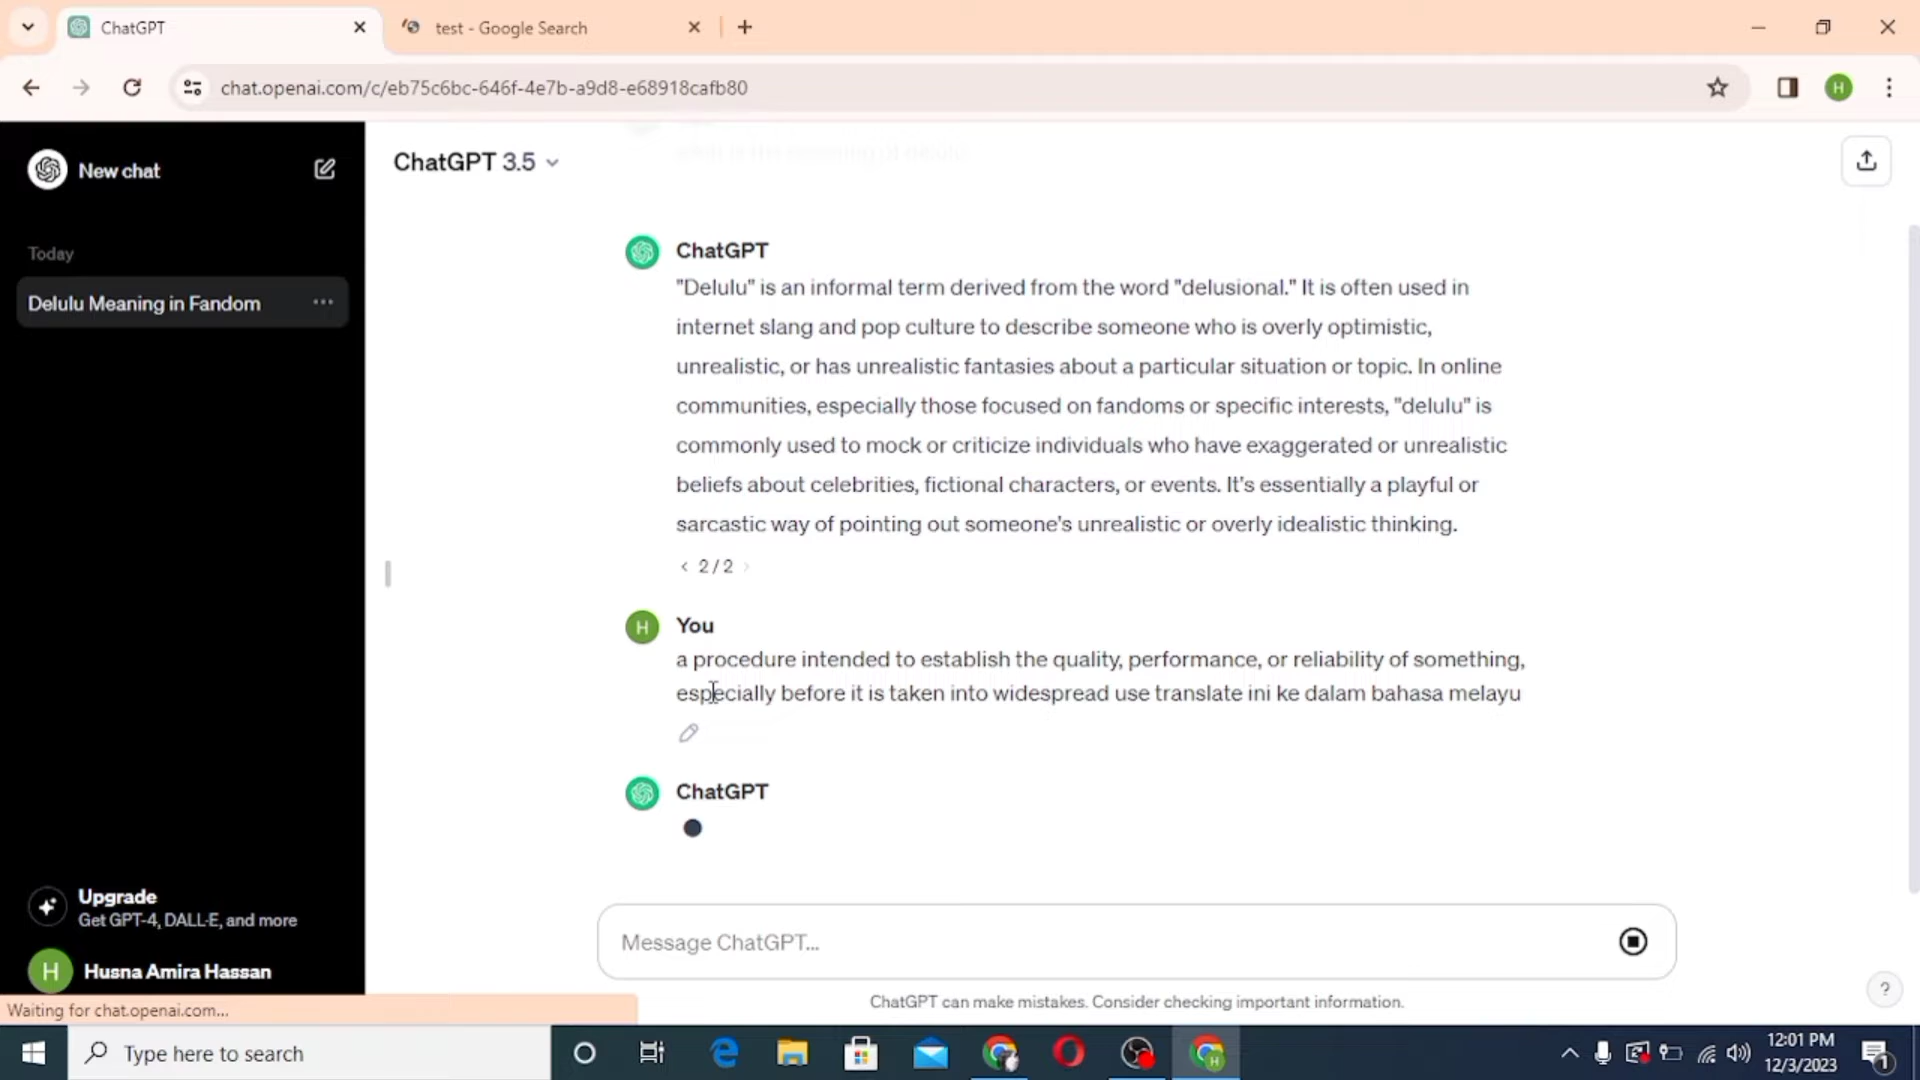 ChatGPT
test - Google Search
chat.openai.com/c/eb75c6bc-646f-4e7b-a9d8-e68918cafb80
H
New chat
ChatGPT 3.5
Today
Delulu Meaning in Fandom
ChatGPT
"Delulu" is an informal term derived from the word "delusional." It is often used in
internet slang and pop culture to describe someone who is overly optimistic,
unrealistic, or has unrealistic fantasies about a particular situation or topic. In online
communities, especially those focused on fandoms or specific interests, "delulu" is
commonly used to mock or criticize individuals who have exaggerated or unrealistic
beliefs about celebrities, fictional characters, or events. It's essentially a playful or
sarcastic way of pointing out someone's unrealistic or overly idealistic thinking.
< 2 / 2 >
H
You
a procedure intended to establish the quality, performance, or reliability of something,
especially before it is taken into widespread use translate ini ke dalam bahasa melayu
ChatGPT
Upgrade
Get GPT-4, DALL·E, and more
H
Husna Amira Hassan
Message ChatGPT...
ChatGPT can make mistakes. Consider checking important information.
?
Waiting for chat.openai.com...
Type here to search
H
12:01 PM
12/3/2023
1